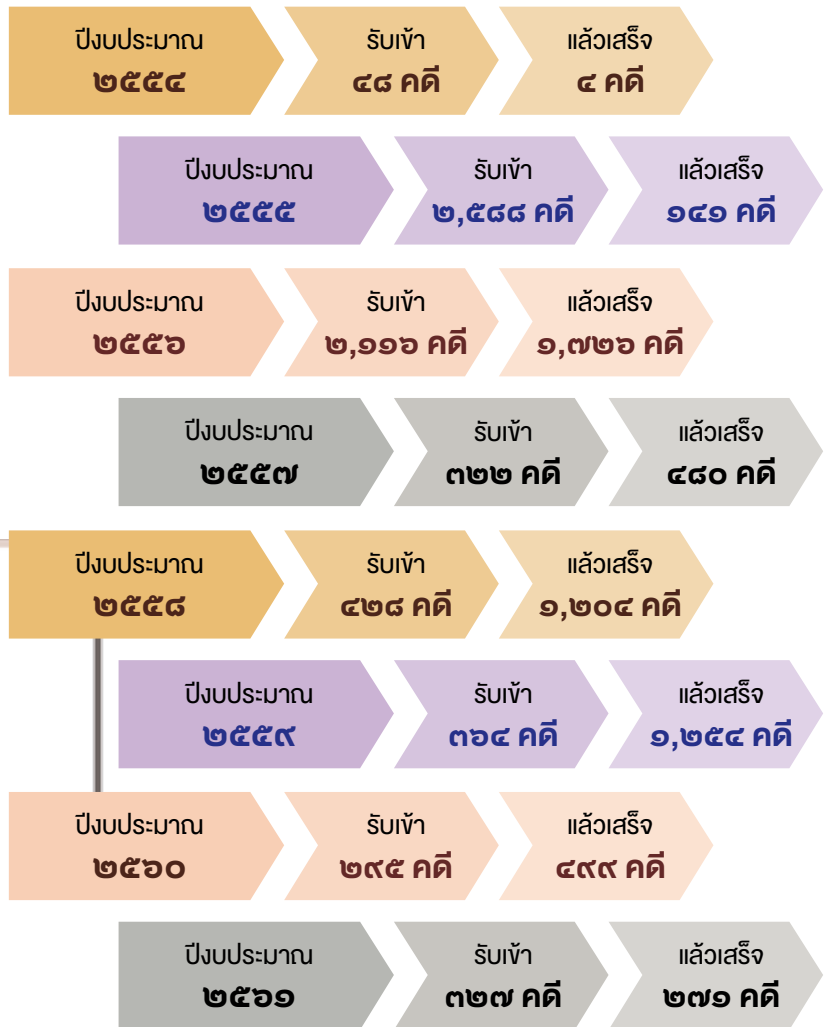 ปีงบประมาณ รับเข้า แล้วเสร็จ
๒๕๕๔ ๔๘ คดี ๔ คดี
ปีงบประมาณ รับเข้า แล้วเสร็จ
๒๕๕๕ ๒,๕๘๘ คดี ๑๔๑ คดี
ปีงบประมาณ รับเข้า แล้วเสร็จ
๒๕๕๖ ๒,๑๑๖ คดี ๑,๗๒๖ คดี
ปีงบประมาณ รับเข้า แล้วเสร็จ
๒๕๕๗ ๓๒๒ คดี ๔๘๐ คดี
ปีงบประมาณ รับเข้า แล้วเสร็จ
๒๕๕๘ ๔๒๘ คดี ๑,๒๐๔ คดี
ปีงบประมาณ รับเข้า แล้วเสร็จ
๒๕๕๙ ๓๖๔ คดี ๑,๒๕๔ คดี
ปีงบประมาณ รับเข้า แล้วเสร็จ
๒๕๖๐ ๒๙๕ คดี ๔๙๙ คดี
ปีงบประมาณ รับเข้า แล้วเสร็จ
๒๕๖๑ ๓๒๗ คดี ๒๗๑ คดี